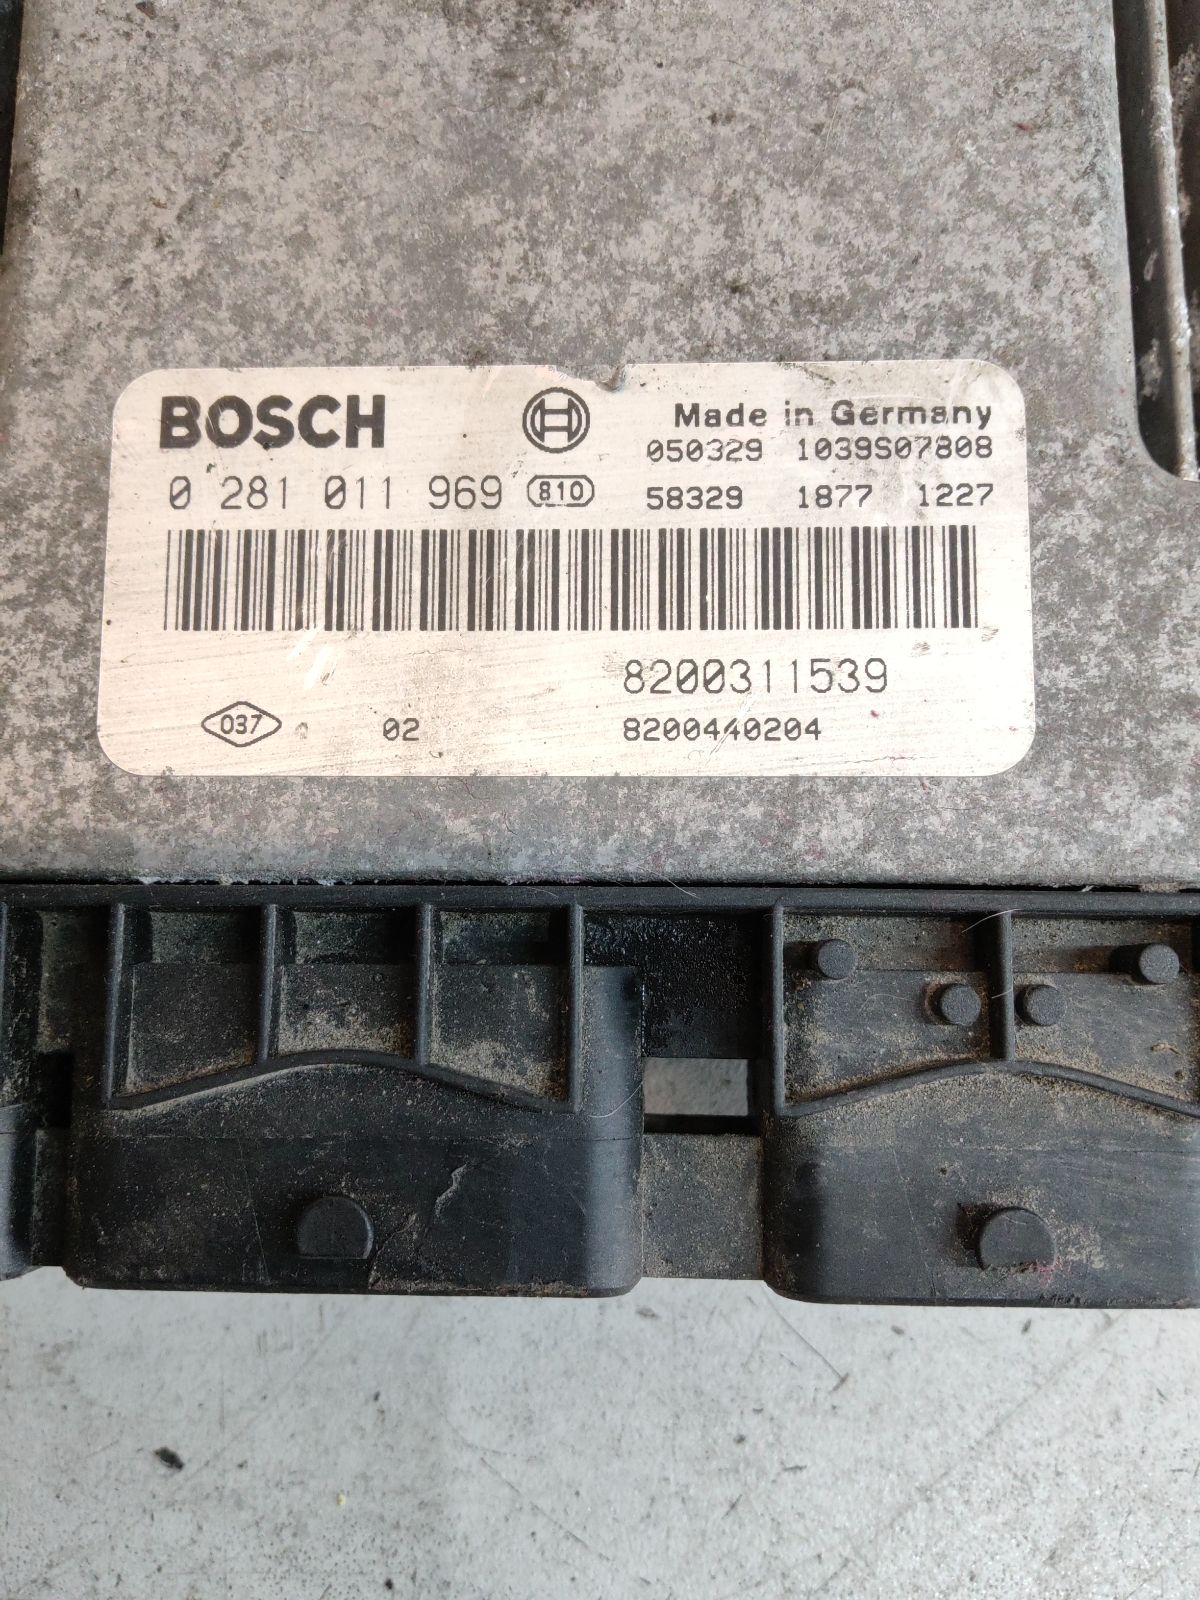 BOSCH
Made in Germany
050329 1039S07808
0 281 011 969 810
58329 1877 1227
8200311539
037 02
8200440204